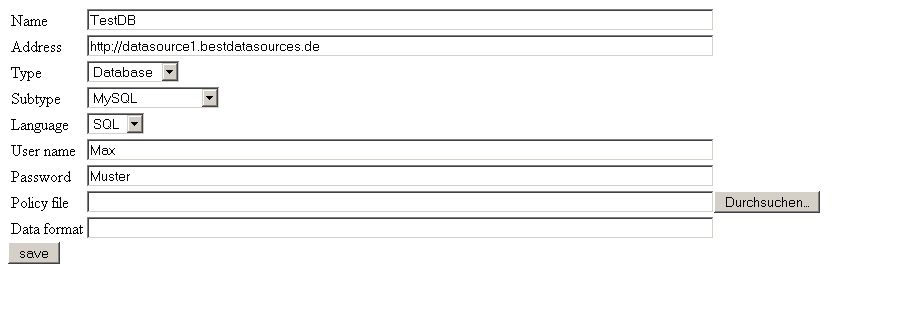 Name TestDB
Address http://datasource1.bestdatasources.de
Type Database
Subtype MySQL
Language SQL
User name Max
Password Muster
Policy file Durchsuchen...
Data format
save